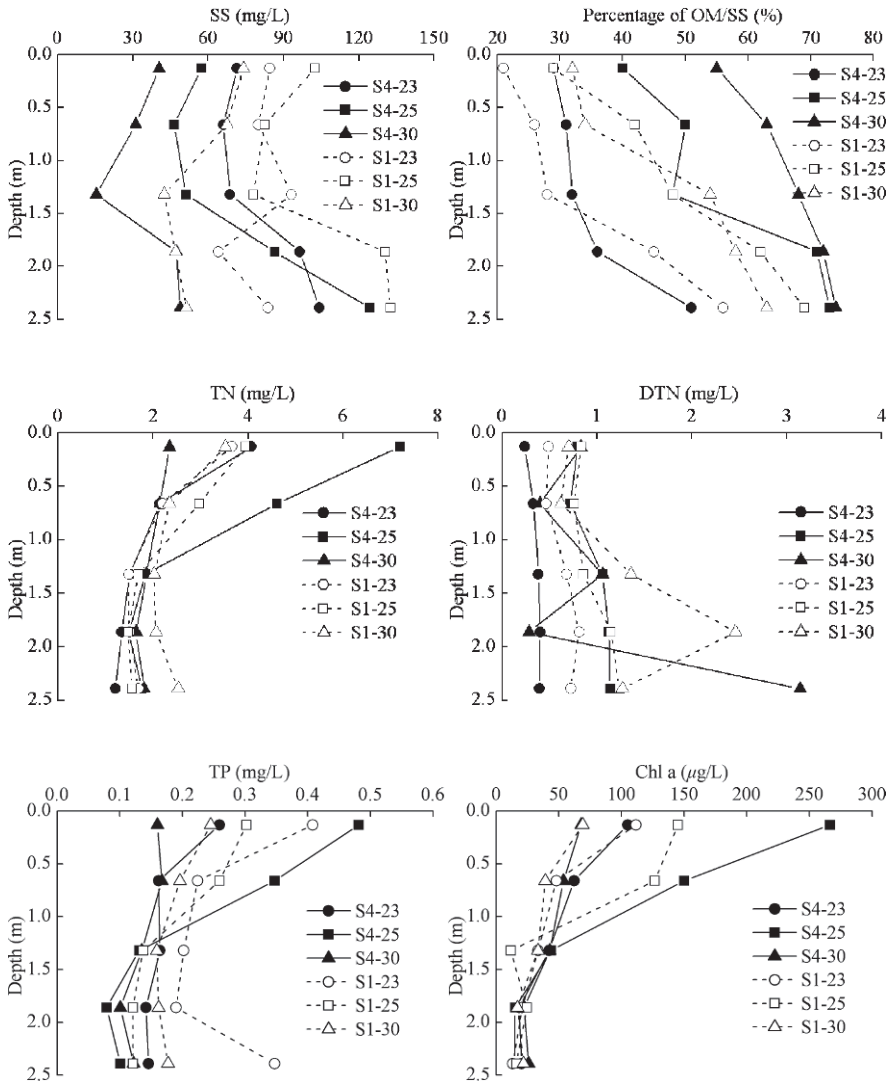 SS (mg/L)
0 30 60 90 120 150
0.0
0.5
1.0
1.5
2.0
2.5
Depth (m)
S4-23
S4-25
S4-30
S1-23
S1-25
S1-30
Percentage of OM/SS (%)
20 30 40 50 60 70 80
0.0
0.5
1.0
1.5
2.0
2.5
Depth (m)
S4-23
S4-25
S4-30
S1-23
S1-25
S1-30
TN (mg/L)
0 2 4 6 8
0.0
0.5
1.0
1.5
2.0
2.5
Depth (m)
S4-23
S4-25
S4-30
S1-23
S1-25
S1-30
DTN (mg/L)
0 1 2 3 4
0.0
0.5
1.0
1.5
2.0
2.5
Depth (m)
S4-23
S4-25
S4-30
S1-23
S1-25
S1-30
TP (mg/L)
0.0 0.1 0.2 0.3 0.4 0.5 0.6
0.0
0.5
1.0
1.5
2.0
2.5
Depth (m)
S4-23
S4-25
S4-30
S1-23
S1-25
S1-30
Chl a (μg/L)
0 50 100 150 200 250 300
0.0
0.5
1.0
1.5
2.0
2.5
Depth (m)
S4-23
S4-25
S4-30
S1-23
S1-25
S1-30